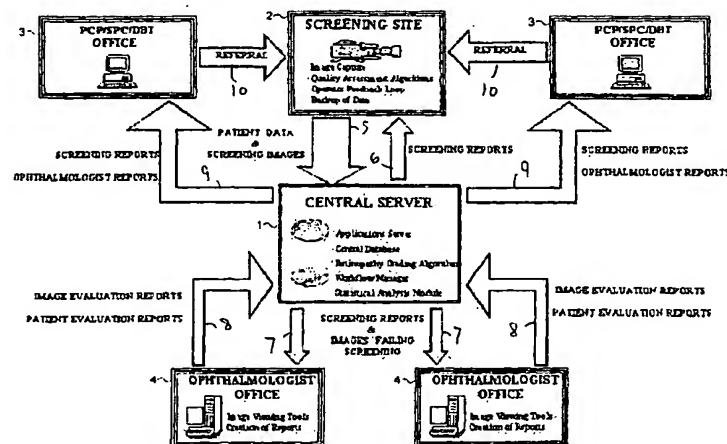 3
PCP/SPC/DBT
OFFICE
REFERRAL
10
2
SCREENING SITE
Image Capture
Quality Assessment Algorithms
Operator Feedback Loop
Backup of Data
REFERRAL
10
3
PCP/SPC/DBT
OFFICE
PATIENT DATA
&
SCREENING IMAGES
5
6
SCREENING REPORTS
SCREENING REPORTS
OPHTHALMOLOGIST REPORTS
9
SCREENING REPORTS
OPHTHALMOLOGIST REPORTS
9
1
CENTRAL SERVER
Applications Server
Central Database
Retinopathy Grading Algorithm
Workflow Manager
Statistical Analysis Module
IMAGE EVALUATION REPORTS
PATIENT EVALUATION REPORTS
8
IMAGE EVALUATION REPORTS
PATIENT EVALUATION REPORTS
8
7
SCREENING REPORTS
&
IMAGES FAILING
SCREENING
7
4
OPHTHALMOLOGIST
OFFICE
Image Viewing Tools
Creation of Reports
4
OPHTHALMOLOGIST
OFFICE
Image Viewing Tools
Creation of Reports